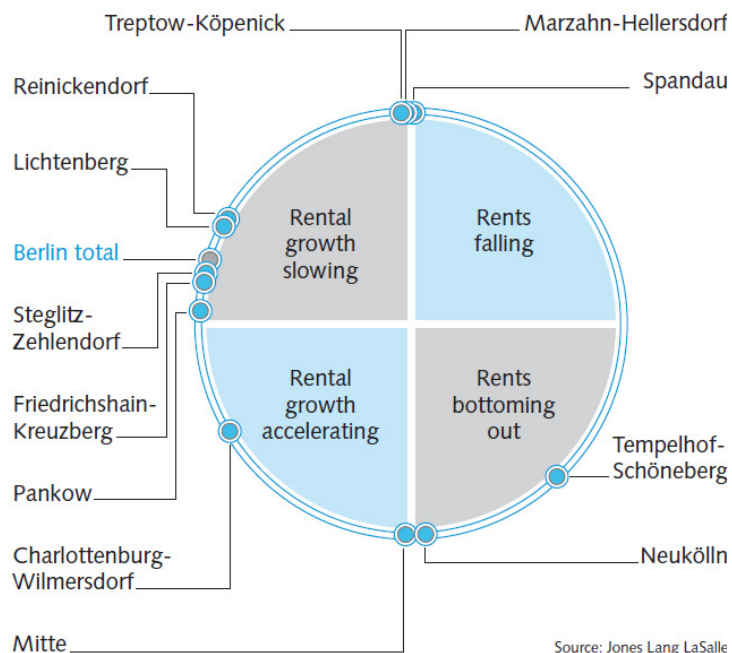 Treptow-Köpenick
Marzahn-Hellersdorf
Reinickendorf
Spandau
Lichtenberg
Rental
growth
slowing
Rents
falling
Berlin total
Steglitz-
Zehlendorf
Rental
growth
accelerating
Rents
bottoming
out
Friedrichshain-
Kreuzberg
Tempelhof-
Schöneberg
Pankow
Charlottenburg-
Wilmersdorf
Neukölln
Mitte
Source: Jones Lang LaSalle